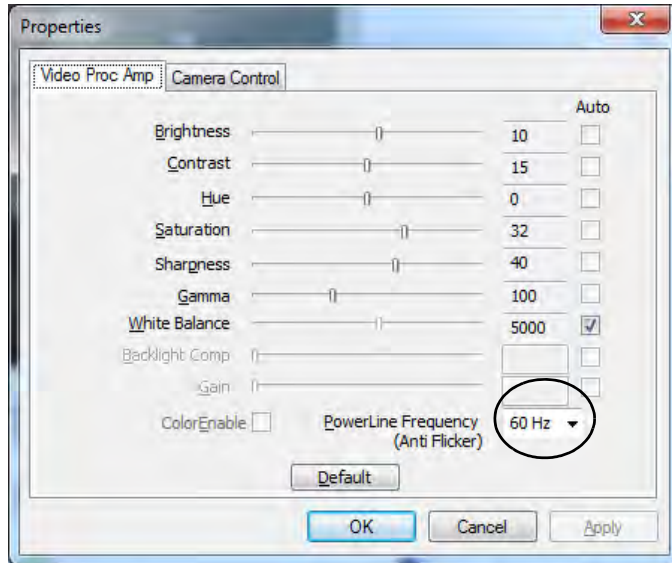 Properties
Video Proc Amp Camera Control
Auto
Brightness 10
Contrast 15
Hue 0
Saturation 32
Sharpness 40
Gamma 100
White Balance 5000
Backlight Comp
Gain
ColorEnable PowerLine Frequency 60 Hz
(Anti Flicker)
Default
OK Cancel Apply